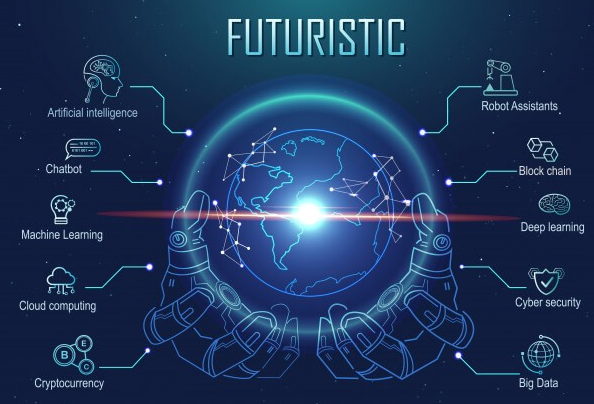 FUTURISTIC
Artificial intelligence
Chatbot
Machine Learning
Cloud computing
B
E
C
Cryptocurrency
Robot Assistants
Block chain
Deep learning
Cyber security
Big Data